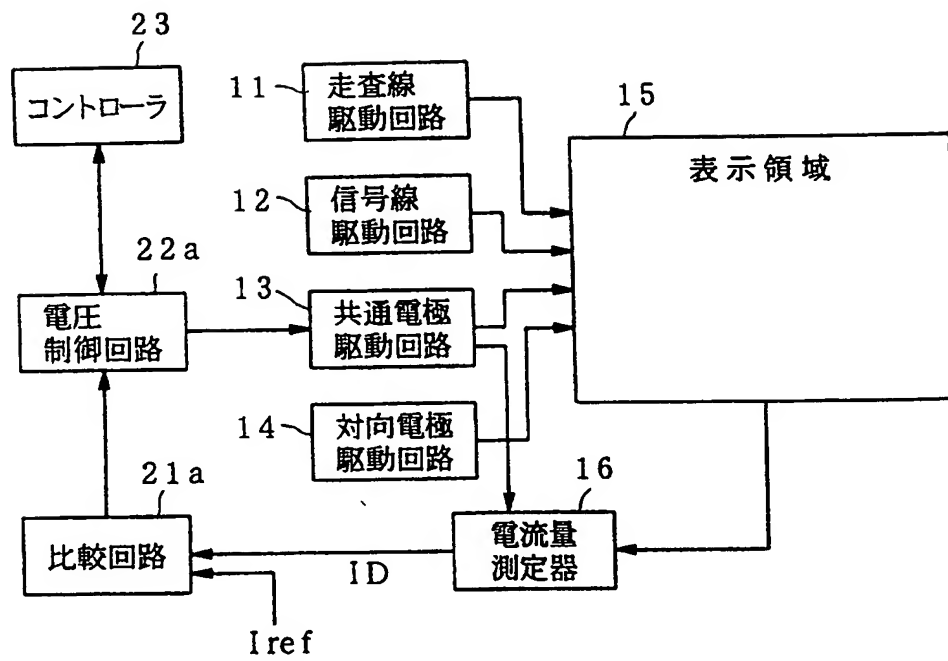 23
コントローラ
11
走査線
駆動回路
15
表示領域
12
信号線
駆動回路
22a
電圧
制御回路
13
共通電極
駆動回路
14
対向電極
駆動回路
21a
比較回路
16
電流量
測定器
ID
Iref